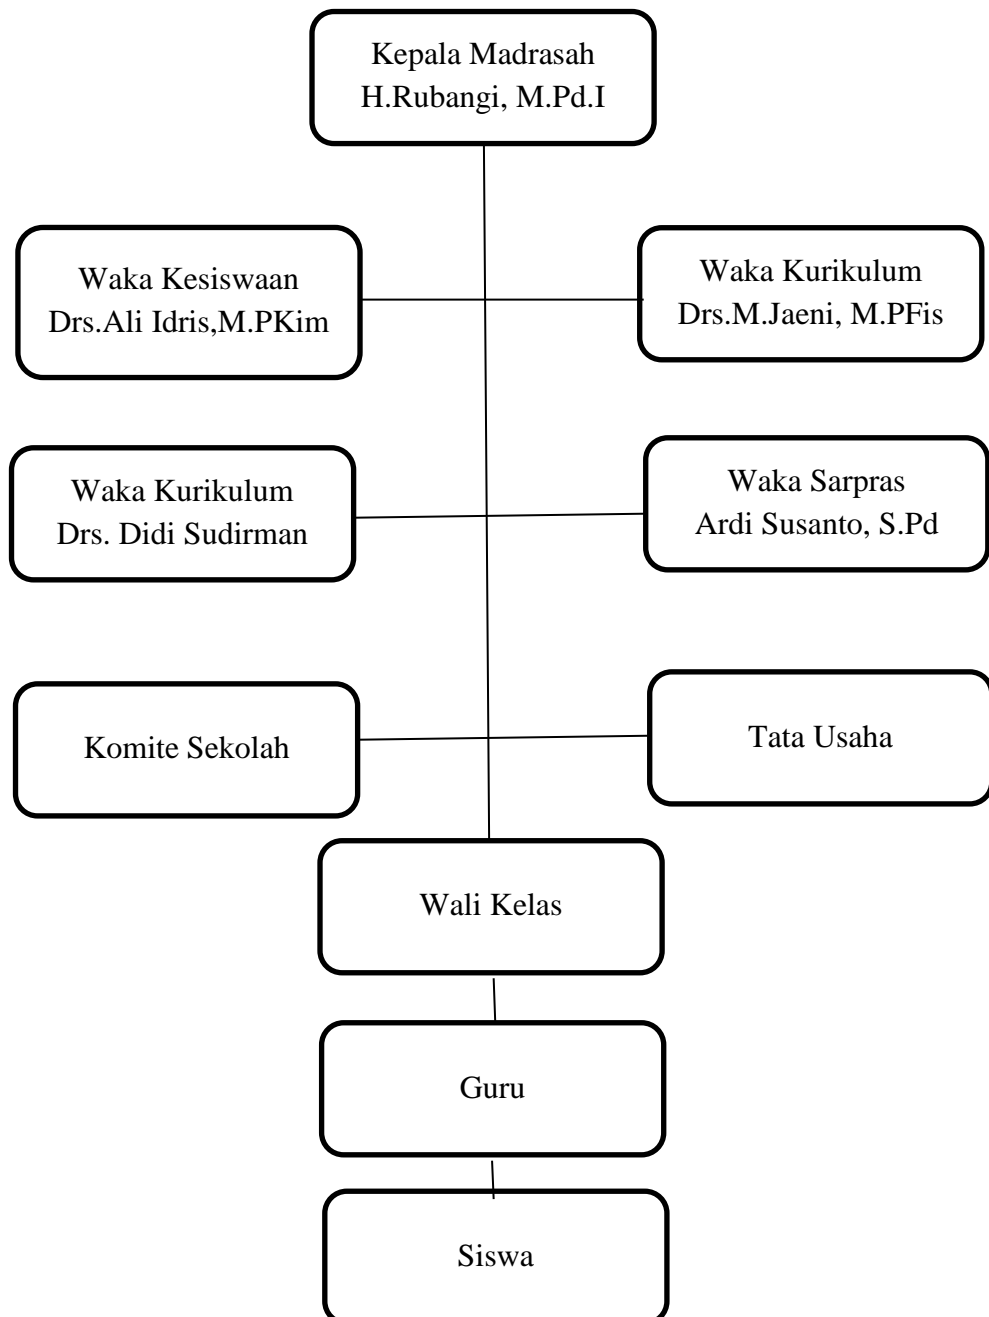 Kepala Madrasah
H.Rubangi, M.Pd.I
Waka Kesiswaan
Drs.Ali Idris,M.PKim
Waka Kurikulum
Drs.M.Jaeni, M.PFis
Waka Kurikulum
Drs. Didi Sudirman
Waka Sarpras
Ardi Susanto, S.Pd
Komite Sekolah
Tata Usaha
Wali Kelas
Guru
Siswa